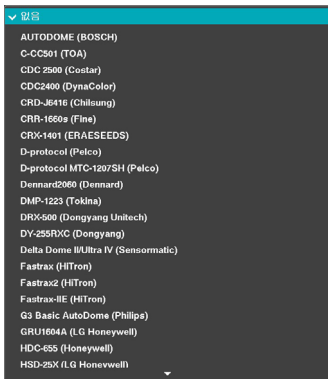 없음
AUTODOME (BOSCH)
C-CC501 (TOA)
CDC 2500 (Costar)
CDC2400 (DynaColor)
CRD-J6416 (Chilsung)
CRR-1660s (Fine)
CRX-1401 (ERAESEEDS)
D-protocol (Pelco)
D-protocol MTC-1207SH (Pelco)
Dennard2060 (Dennard)
DMP-1223 (Tokina)
DRX-500 (Dongyang Unitech)
DY-255RXC (Dongyang)
Delta Dome II/Ultra IV (Sensormatic)
Fastrax (HiTron)
Fastrax2 (HiTron)
Fastrax-IIE (HiTron)
G3 Basic AutoDome (Philips)
GRU1604A (LG Honeywell)
HDC-655 (Honeywell)
HSD-25X (LG Honeywell)